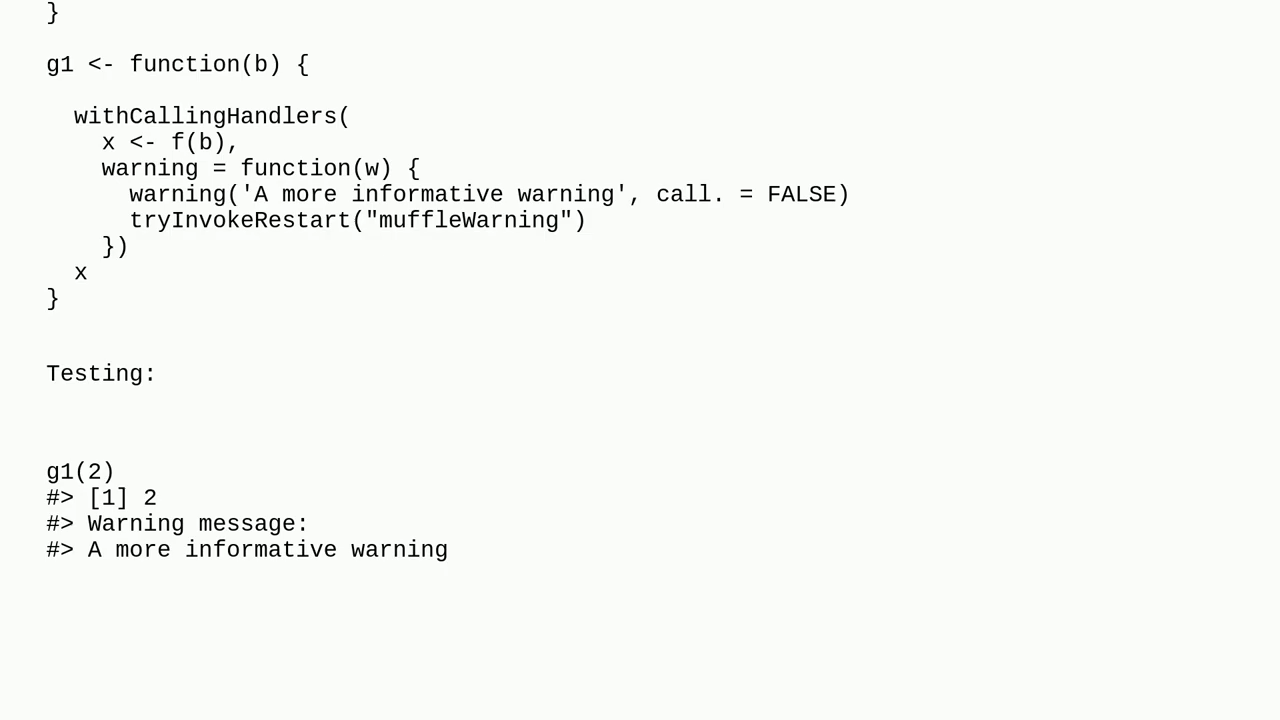 }
g1 <- function(b) {
  withCallingHandlers(
    x <- f(b),
    warning = function(w) {
      warning('A more informative warning', call. = FALSE)
      tryInvokeRestart("muffleWarning")
    })
  x
}
Testing:
g1(2)
#> [1] 2
#> Warning message:
#> A more informative warning